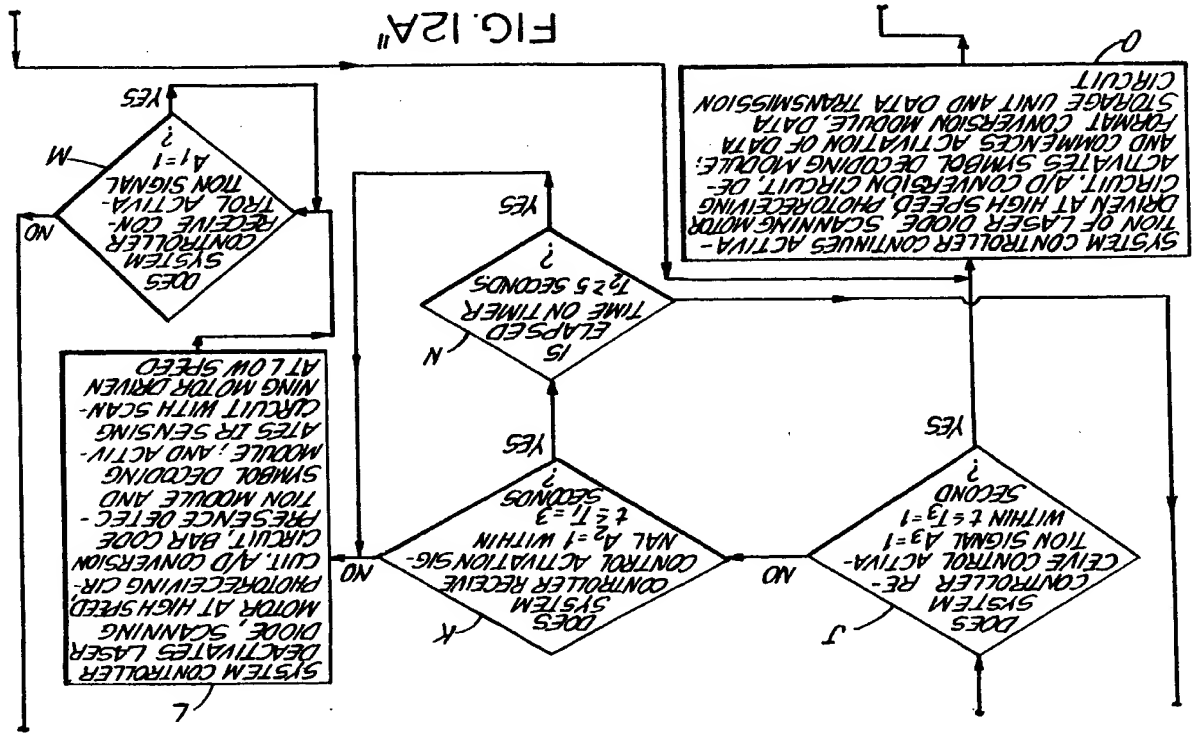 J
DOES
SYSTEM
CONTROLLER RE-
CEIVE CONTROL ACTIVA-
TION SIGNAL A3=1
WITHIN t≤T3=1
SECOND
?
NO
YES
K
DOES
SYSTEM
CONTROLLER RECEIVE
CONTROL ACTIVATION SIG-
NAL A2=1 WITHIN
t≤T1=3
SECONDS
?
NO
YES
L
SYSTEM CONTROLLER
DEACTIVATES LASER
DIODE, SCANNING
MOTOR AT HIGH SPEED,
PHOTORECEIVING CIR-
CUIT, A/D CONVERSION
CIRCUIT, BAR CODE
PRESENCE DETEC-
TION MODULE AND
SYMBOL DECODING
MODULE; AND ACTIV-
ATES IR SENSING
CIRCUIT WITH SCAN-
NING MOTOR DRIVEN
AT LOW SPEED
N
IS
ELAPSED
TIME ON TIMER
T2≥5 SECONDS
?
YES
M
DOES
SYSTEM
CONTROLLER
RECEIVE CON-
TROL ACTIVA-
TION SIGNAL
A1=1
?
NO
YES
SYSTEM CONTROLLER CONTINUES ACTIVA-
TION OF LASER DIODE, SCANNING MOTOR
DRIVEN AT HIGH SPEED, PHOTORECEIVING
CIRCUIT, A/D CONVERSION CIRCUIT, DE-
ACTIVATES SYMBOL DECODING MODULE;
AND COMMENCES ACTIVATION OF DATA
FORMAT CONVERSION MODULE, DATA
STORAGE UNIT AND DATA TRANSMISSION
CIRCUIT
O
FIG. 12A"